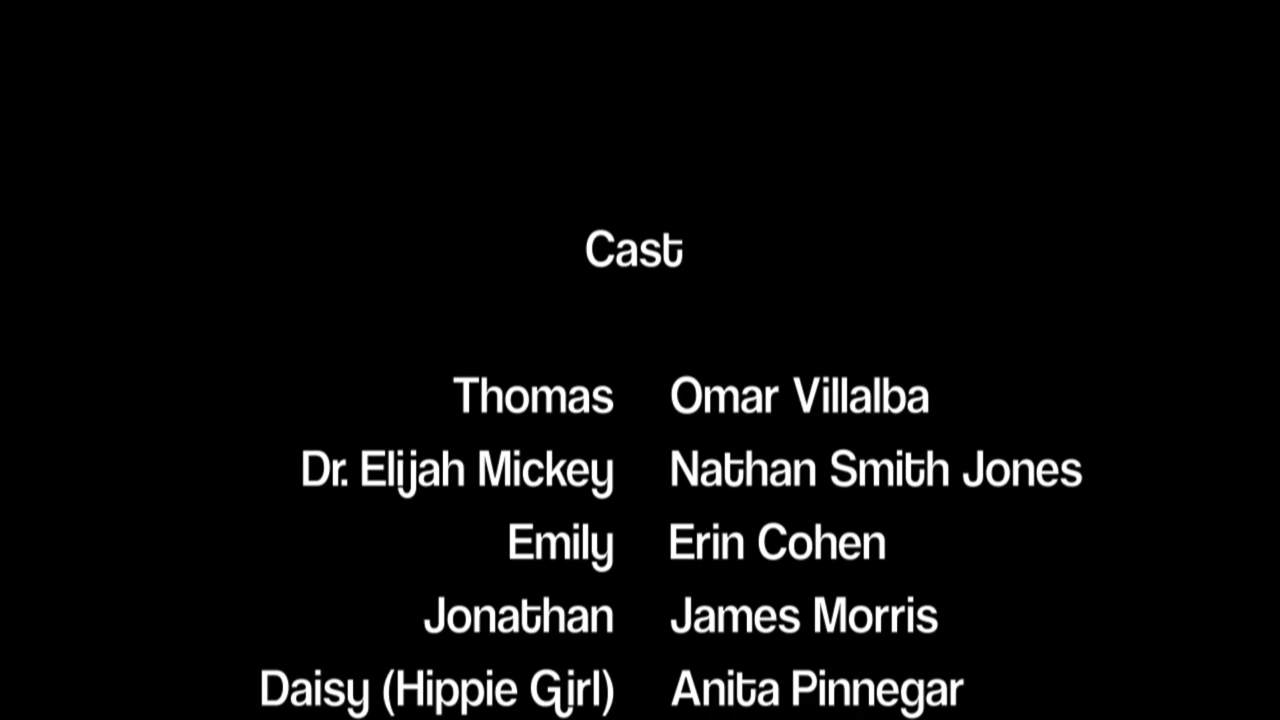 Cast
Thomas Omar Villalba
Dr. Elijah Mickey Nathan Smith Jones
Emily Erin Cohen
Jonathan James Morris
Daisy (Hippie Girl) Anita Pinnegar